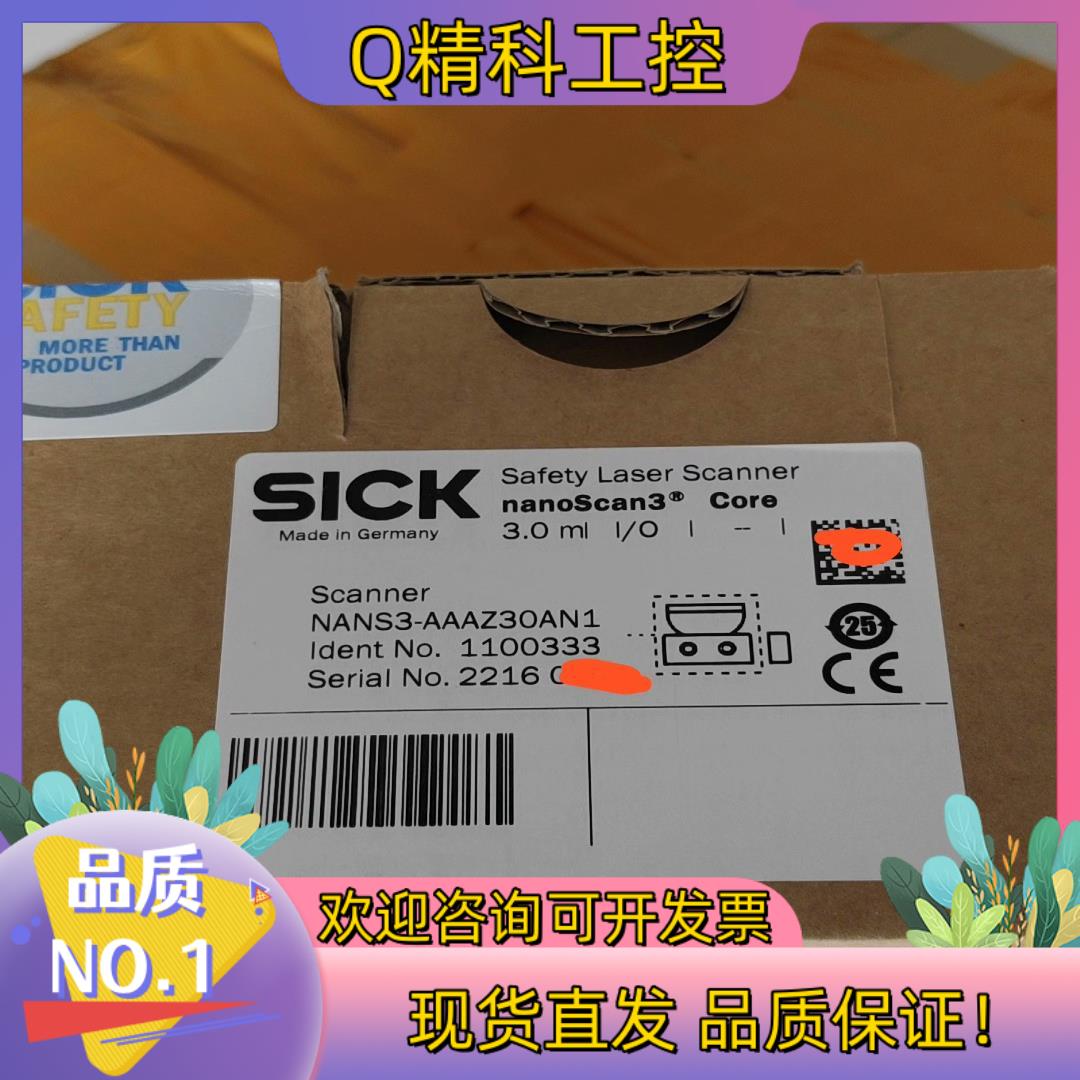 Q精科工控
SICK
SAFETY
MORE THAN
PRODUCT
SICK
Made in Germany
Safety Laser Scanner
nanoScan3® Core
3.0 ml I/O | -- |
Scanner
NANS3-AAAZ30AN1
Ident No. 1100333
Serial No. 2216
25
CE
品质
NO.1
欢迎咨询可开发票
现货直发 品质保证!